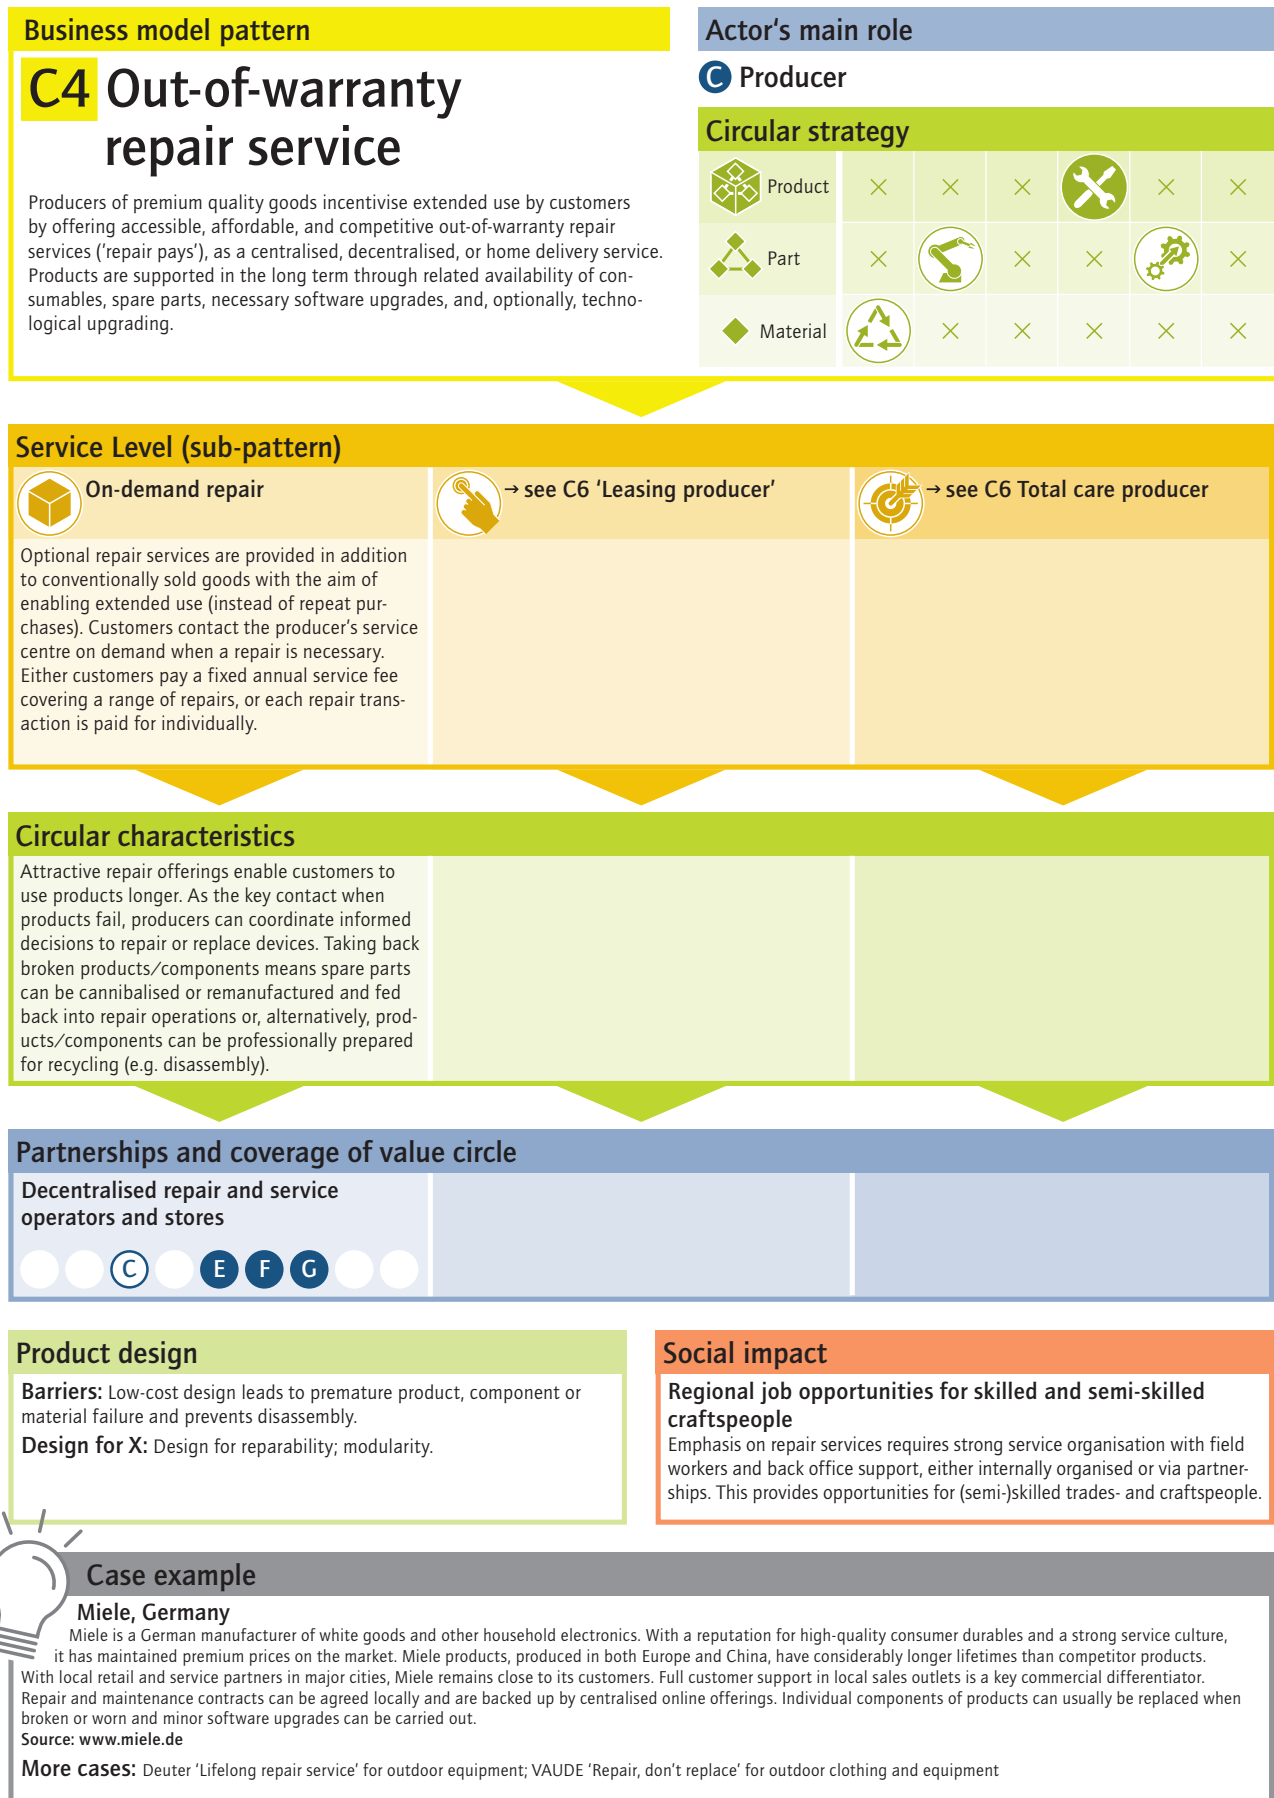 Business model pattern
C4 Out-of-warranty
repair service
Producers of premium quality goods incentivise extended use by customers
by offering accessible, affordable, and competitive out-of-warranty repair
services ('repair pays'), as a centralised, decentralised, or home delivery service.
Products are supported in the long term through related availability of con-
sumables, spare parts, necessary software upgrades, and, optionally, techno-
logical upgrading.
Actor‘s main role
C Producer
Circular strategy
Product
Part
Material
Service Level (sub-pattern)
On-demand repair
→ see C6 ‘Leasing producer’
→ see C6 Total care producer
Optional repair services are provided in addition
to conventionally sold goods with the aim of
enabling extended use (instead of repeat pur-
chases). Customers contact the producer’s service
centre on demand when a repair is necessary.
Either customers pay a fixed annual service fee
covering a range of repairs, or each repair trans-
action is paid for individually.
Circular characteristics
Attractive repair offerings enable customers to
use products longer. As the key contact when
products fail, producers can coordinate informed
decisions to repair or replace devices. Taking back
broken products/components means spare parts
can be cannibalised or remanufactured and fed
back into repair operations or, alternatively, prod-
ucts/components can be professionally prepared
for recycling (e.g. disassembly).
Partnerships and coverage of value circle
Decentralised repair and service
operators and stores
C E F G
Product design
Barriers: Low-cost design leads to premature product, component or
material failure and prevents disassembly.
Design for X: Design for reparability; modularity.
Social impact
Regional job opportunities for skilled and semi-skilled
craftspeople
Emphasis on repair services requires strong service organisation with field
workers and back office support, either internally organised or via partner-
ships. This provides opportunities for (semi-)skilled trades- and craftspeople.
Case example
Miele, Germany
Miele is a German manufacturer of white goods and other household electronics. With a reputation for high-quality consumer durables and a strong service culture,
it has maintained premium prices on the market. Miele products, produced in both Europe and China, have considerably longer lifetimes than competitor products.
With local retail and service partners in major cities, Miele remains close to its customers. Full customer support in local sales outlets is a key commercial differentiator.
Repair and maintenance contracts can be agreed locally and are backed up by centralised online offerings. Individual components of products can usually be replaced when
broken or worn and minor software upgrades can be carried out.
Source: www.miele.de
More cases: Deuter ‘Lifelong repair service’ for outdoor equipment; VAUDE ‘Repair, don’t replace’ for outdoor clothing and equipment